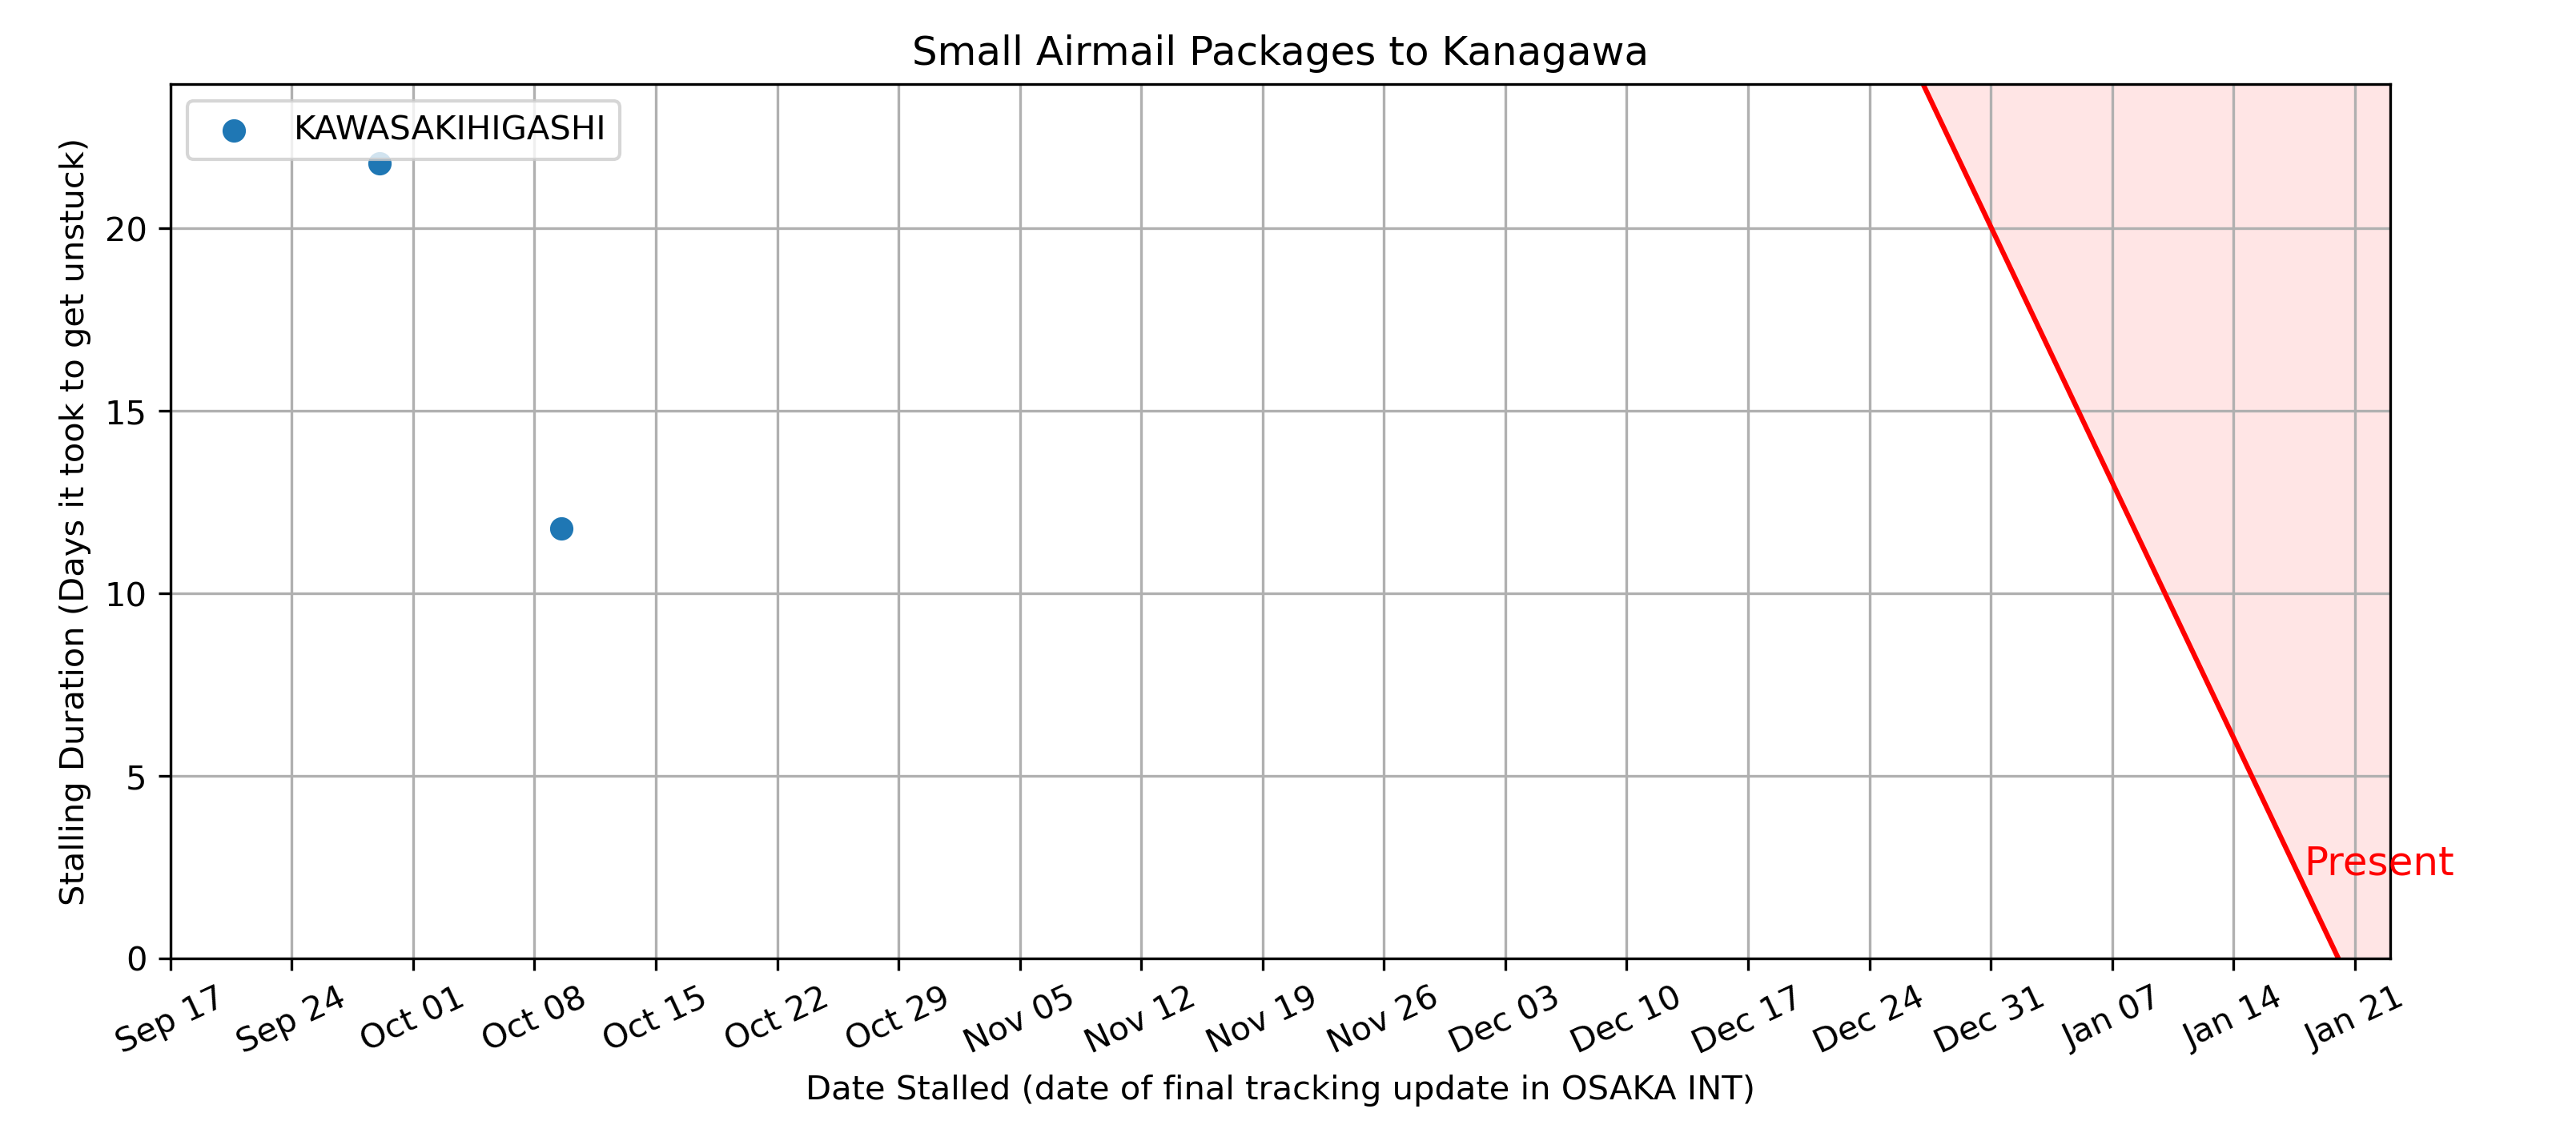 Small Airmail Packages to Kanagawa
KAWASAKIHIGASHI
Stalling Duration (Days it took to get unstuck)
20
15
10
5
0
Present
Sep 17
Sep 24
Oct 01
Oct 08
Oct 15
Oct 22
Oct 29
Nov 05
Nov 12
Nov 19
Nov 26
Dec 03
Dec 10
Dec 17
Dec 24
Dec 31
Jan 07
Jan 14
Jan 21
Date Stalled (date of final tracking update in OSAKA INT)